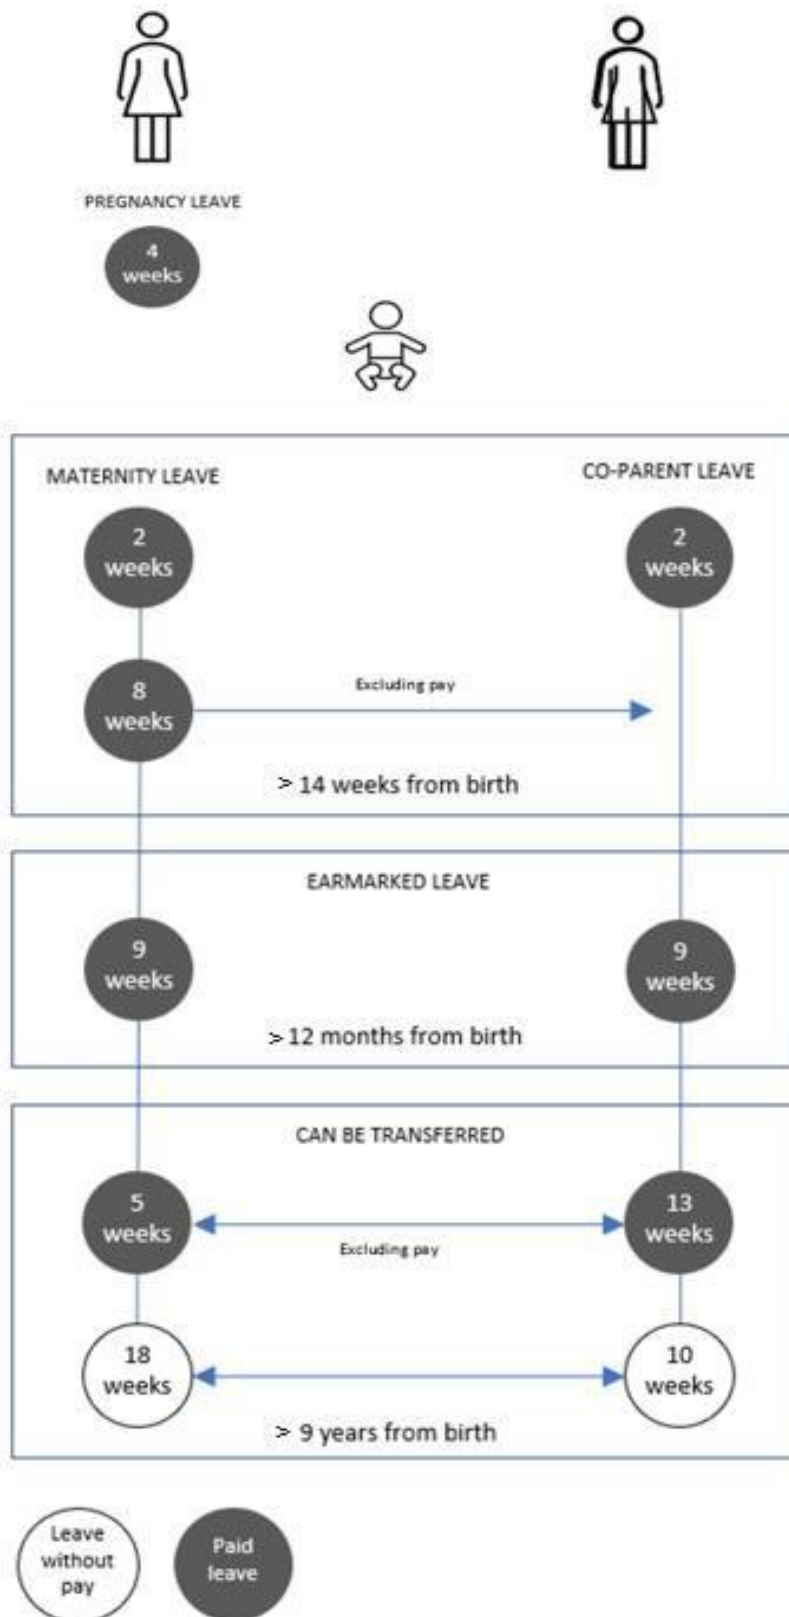 PREGNANCY LEAVE
4
weeks
MATERNITY LEAVE
CO-PARENT LEAVE
2
weeks
2
weeks
8
weeks
Excluding pay
> 14 weeks from birth
EARMARKED LEAVE
9
weeks
9
weeks
> 12 months from birth
CAN BE TRANSFERRED
5
weeks
13
weeks
Excluding pay
18
weeks
10
weeks
> 9 years from birth
Leave
without
pay
Paid
leave